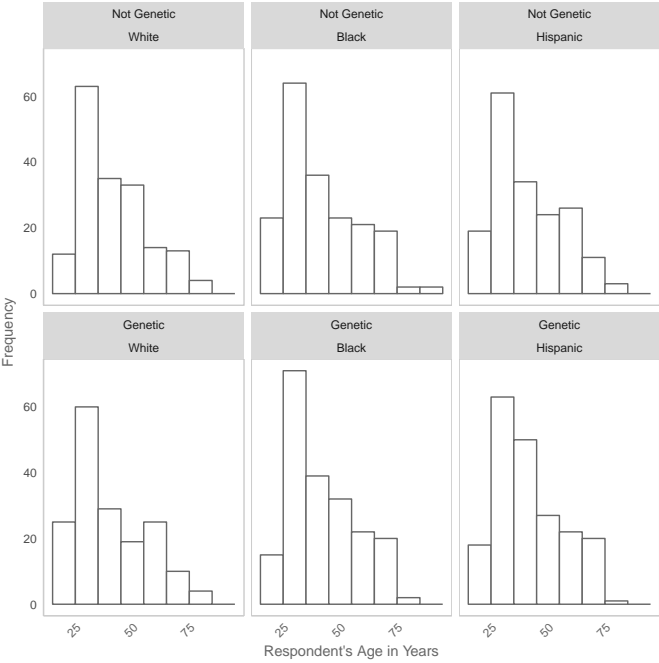 Not Genetic
White
Not Genetic
Black
Not Genetic
Hispanic
60
40
20
0
Frequency
Genetic
White
Genetic
Black
Genetic
Hispanic
60
40
20
0
25 50 75 25 50 75 25 50 75
Respondent's Age in Years